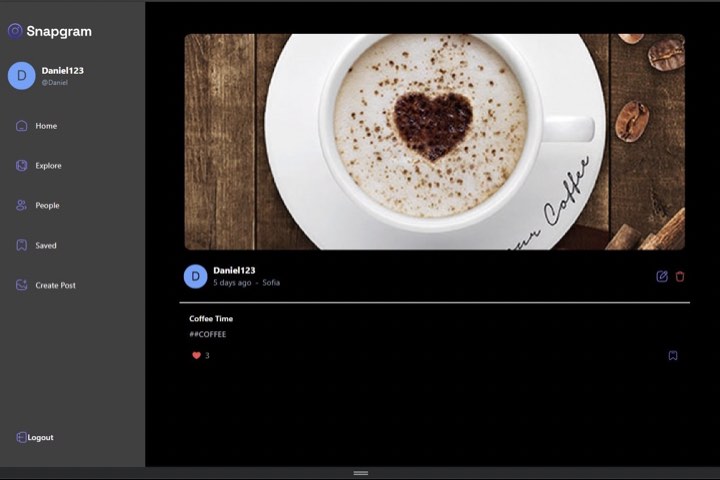 Snapgram
D
Daniel123
@Daniel
Home
Explore
People
Saved
Create Post
Logout
Coffee
D
Daniel123
5 days ago - Sofia
Coffee Time
##COFFEE
3